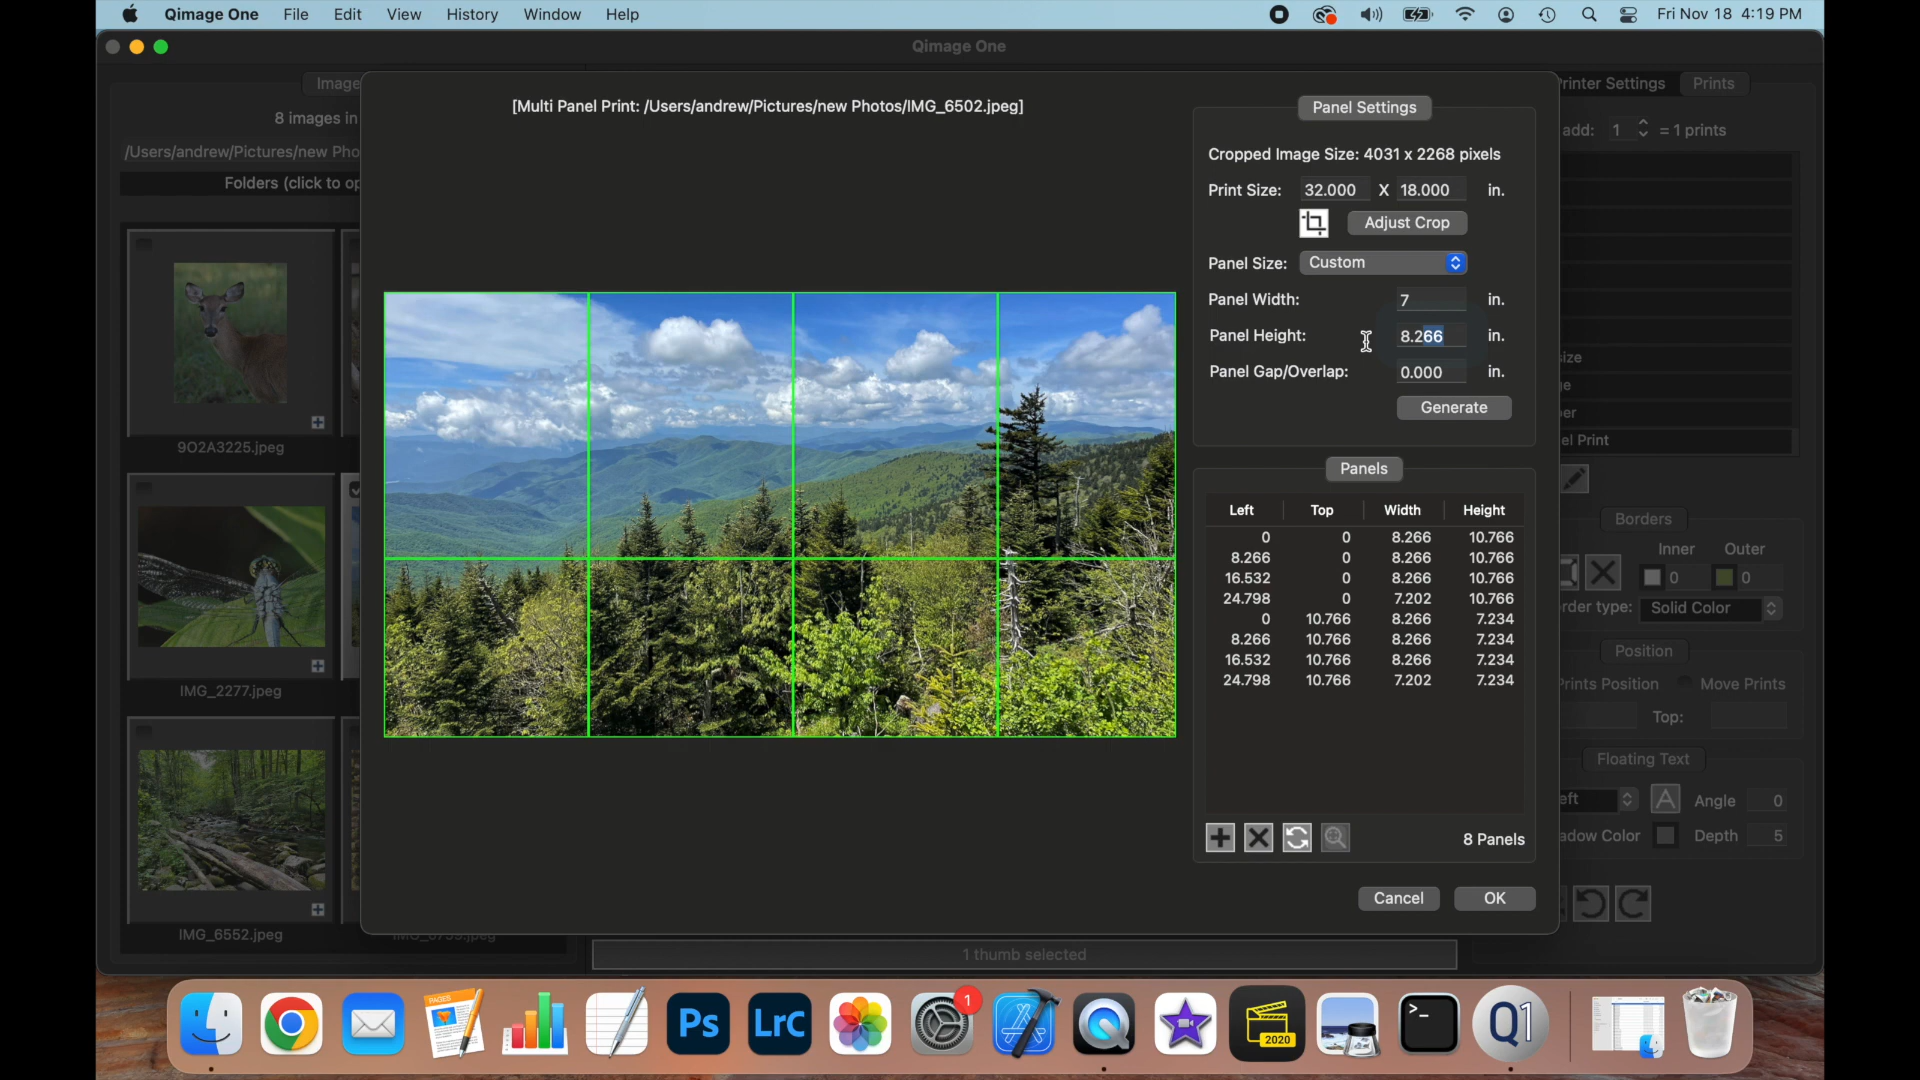 Qimage One File Edit View History Window Help Fri Nov 18 4:19 PM
Qimage One
Image
8 images in
/Users/andrew/Pictures/new Pho
Folders (click to op
9O2A3225.jpeg
IMG_2277.jpeg
IMG_6552.jpeg
[Multi Panel Print: /Users/andrew/Pictures/new Photos/IMG_6502.jpeg]
Panel Settings
Cropped Image Size: 4031 x 2268 pixels
Print Size: 32.000 X 18.000 in.
Adjust Crop
Panel Size: Custom
Panel Width: 7 in.
Panel Height: 8.266 in.
Panel Gap/Overlap: 0.000 in.
Generate
Panels
Left Top Width Height
0 0 8.266 10.766
8.266 0 8.266 10.766
16.532 0 8.266 10.766
24.798 0 7.202 10.766
0 10.766 8.266 7.234
8.266 10.766 8.266 7.234
16.532 10.766 8.266 7.234
24.798 10.766 7.202 7.234
8 Panels
Cancel OK
rinter Settings Prints
add: 1 = 1 prints
ize
e
er
el Print
Borders
Inner Outer
0 0
rder type: Solid Color
Position
Prints Position Move Prints
Top:
Floating Text
eft A Angle 0
adow Color Depth 5
1 thumb selected
PAGES Ps LrC 1 2020 >_ Q1